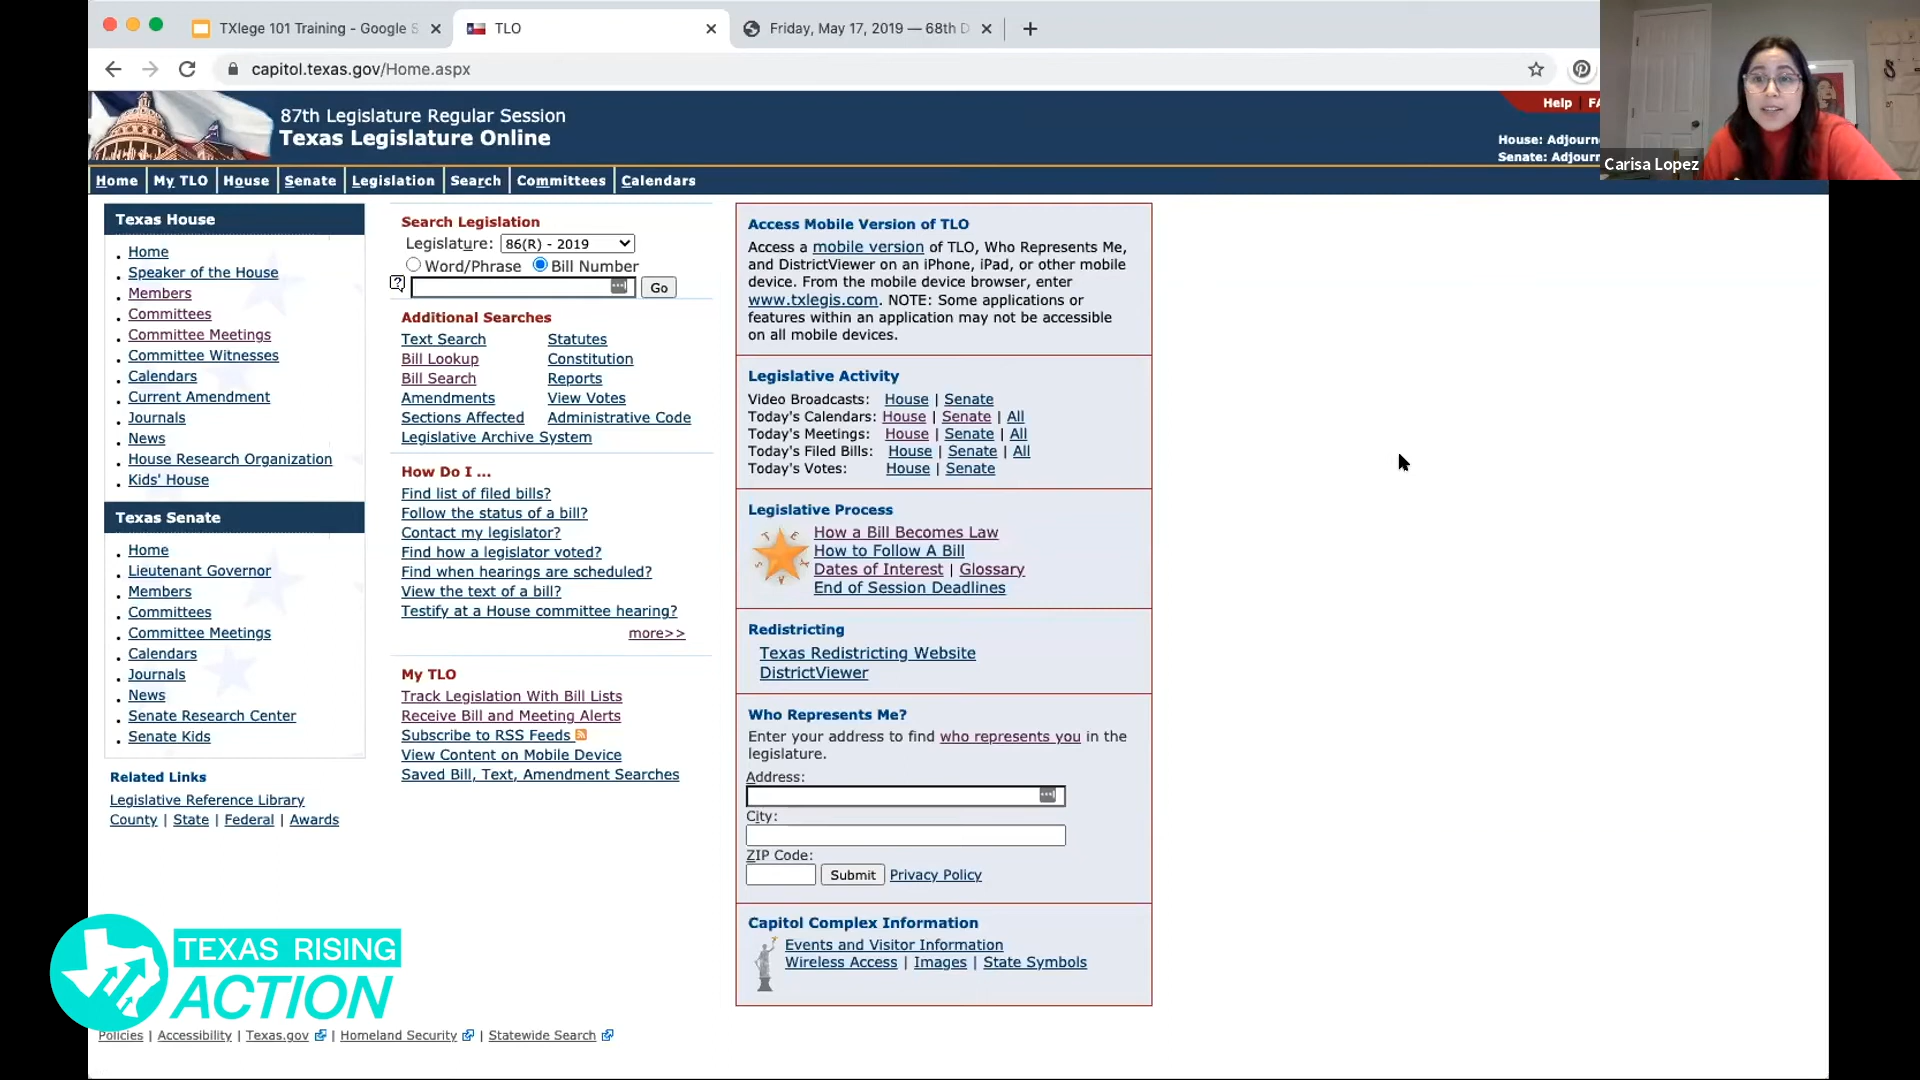 TXlege 101 Training - Google S
TLO
Friday, May 17, 2019 — 68th D
capitol.texas.gov/Home.aspx
87th Legislature Regular Session
Texas Legislature Online
Help | FA
House: Adjourn
Senate: Adjourn
Carisa Lopez
Home
My TLO
House
Senate
Legislation
Search
Committees
Calendars
Texas House
Home
Speaker of the House
Members
Committees
Committee Meetings
Committee Witnesses
Calendars
Current Amendment
Journals
News
House Research Organization
Kids' House
Texas Senate
Home
Lieutenant Governor
Members
Committees
Committee Meetings
Calendars
Journals
News
Senate Research Center
Senate Kids
Related Links
Legislative Reference Library
County | State | Federal | Awards
Search Legislation
Legislature: 86(R) - 2019
Word/Phrase Bill Number
? Go
Additional Searches
Text Search Statutes
Bill Lookup Constitution
Bill Search Reports
Amendments View Votes
Sections Affected Administrative Code
Legislative Archive System
How Do I ...
Find list of filed bills?
Follow the status of a bill?
Contact my legislator?
Find how a legislator voted?
Find when hearings are scheduled?
View the text of a bill?
Testify at a House committee hearing?
more>>
My TLO
Track Legislation With Bill Lists
Receive Bill and Meeting Alerts
Subscribe to RSS Feeds
View Content on Mobile Device
Saved Bill, Text, Amendment Searches
Access Mobile Version of TLO
Access a mobile version of TLO, Who Represents Me,
and DistrictViewer on an iPhone, iPad, or other mobile
device. From the mobile device browser, enter
www.txlegis.com. NOTE: Some applications or
features within an application may not be accessible
on all mobile devices.
Legislative Activity
Video Broadcasts: House | Senate
Today's Calendars: House | Senate | All
Today's Meetings: House | Senate | All
Today's Filed Bills: House | Senate | All
Today's Votes: House | Senate
Legislative Process
TEXAS
How a Bill Becomes Law
How to Follow A Bill
Dates of Interest | Glossary
End of Session Deadlines
Redistricting
Texas Redistricting Website
DistrictViewer
Who Represents Me?
Enter your address to find who represents you in the
legislature.
Address:
City:
ZIP Code:
Submit Privacy Policy
Capitol Complex Information
Events and Visitor Information
Wireless Access | Images | State Symbols
TEXAS RISING
ACTION
Policies | Accessibility | Texas.gov | Homeland Security | Statewide Search